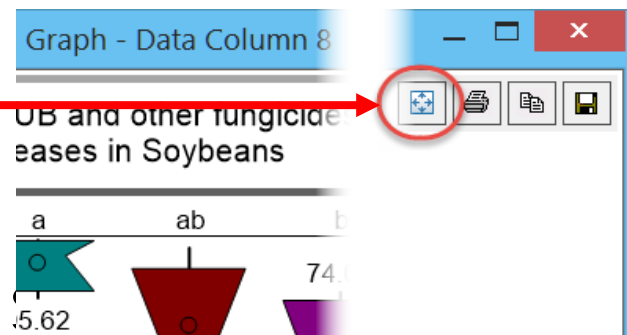 Graph - Data Column 8
UB and other fungicide
eases in Soybeans
a ab b
74.
5.62